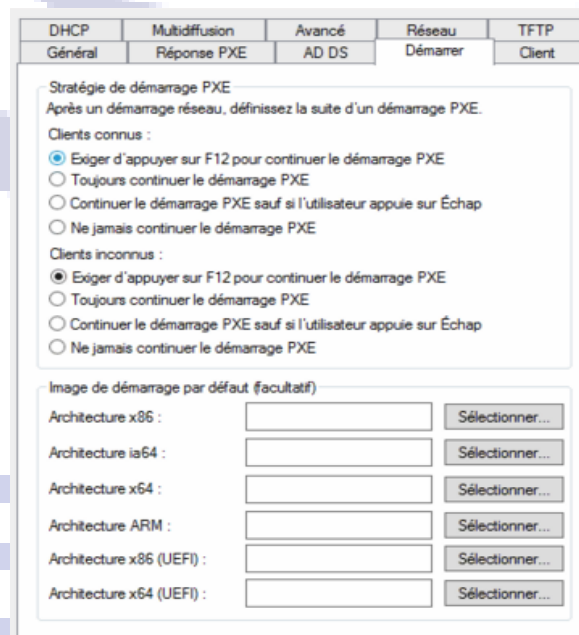 DHCP Multidiffusion Avancé Réseau TFTP
Général Réponse PXE AD DS Démarrer Client
Stratégie de démarrage PXE
Après un démarrage réseau, définissez la suite d'un démarrage PXE.
Clients connus :
Exiger d'appuyer sur F12 pour continuer le démarrage PXE
Toujours continuer le démarrage PXE
Continuer le démarrage PXE sauf si l'utilisateur appuie sur Échap
Ne jamais continuer le démarrage PXE
Clients inconnus :
Exiger d'appuyer sur F12 pour continuer le démarrage PXE
Toujours continuer le démarrage PXE
Continuer le démarrage PXE sauf si l'utilisateur appuie sur Échap
Ne jamais continuer le démarrage PXE
Image de démarrage par défaut (facultatif)
Architecture x86 : Sélectionner...
Architecture ia64 : Sélectionner...
Architecture x64 : Sélectionner...
Architecture ARM : Sélectionner...
Architecture x86 (UEFI) : Sélectionner...
Architecture x64 (UEFI) : Sélectionner...